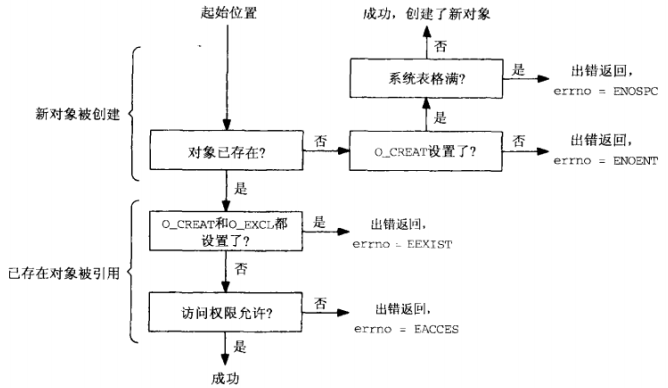 起始位置
成功，创建了新对象
否
系统表格满？
是
出错返回，
errno = ENOSPC
新对象被创建
是
对象已存在？
否
O_CREAT设置了？
否
出错返回，
errno = ENOENT
是
O_CREAT和O_EXCL都
设置了？
是
出错返回，
errno = EEXIST
已存在对象被引用
否
访问权限允许？
否
出错返回，
errno = EACCES
是
成功